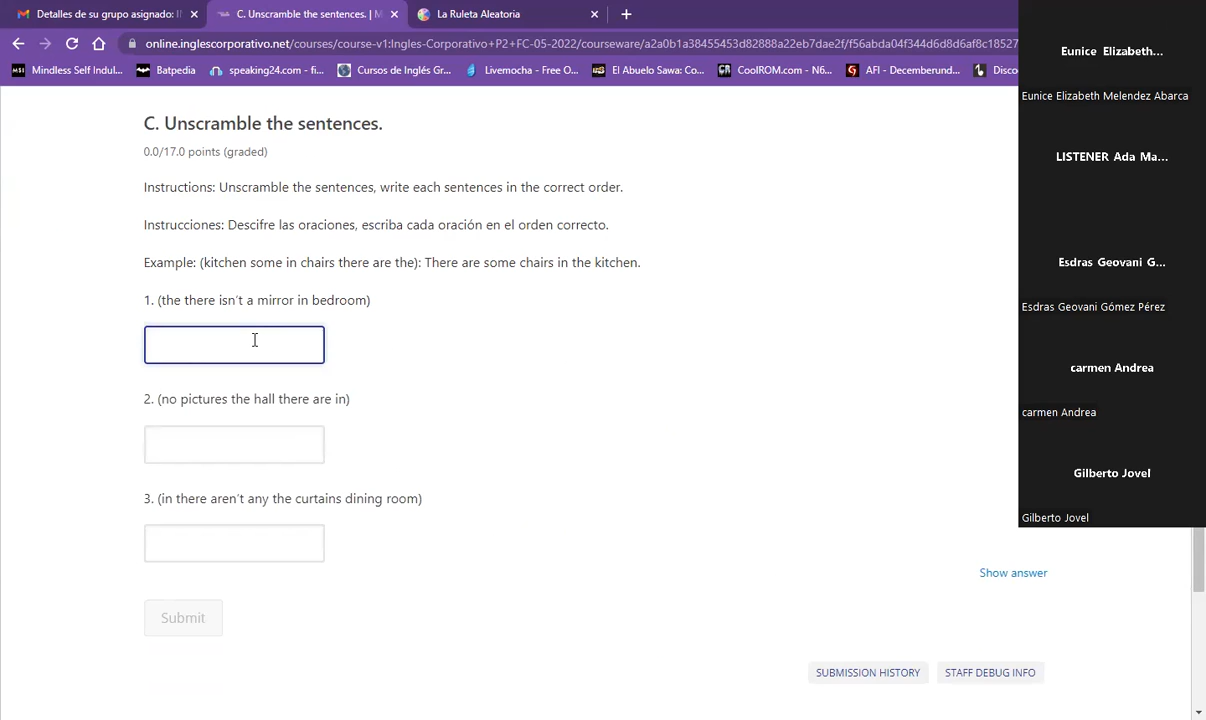 Detalles de su grupo asignado: II
C. Unscramble the sentences. | M
La Ruleta Aleatoria
online.inglescorporativo.net/courses/course-v1:Ingles-Corporativo+P2+FC-05-2022/courseware/a2a0b1a38455453d82888a22eb7dae2f/f56abda04f344d6d8d6af8c18527
Mindless Self Indul...
Batpedia
speaking24.com - fi...
Cursos de Inglés Gr...
Livemocha - Free O...
El Abuelo Sawa: Co...
CoolROM.com - N6...
AFI - Decemberund...
Disco
C. Unscramble the sentences.
0.0/17.0 points (graded)
Instructions: Unscramble the sentences, write each sentences in the correct order.
Instrucciones: Descifre las oraciones, escriba cada oración en el orden correcto.
Example: (kitchen some in chairs there are the): There are some chairs in the kitchen.
1. (the there isn't a mirror in bedroom)
2. (no pictures the hall there are in)
3. (in there aren't any the curtains dining room)
Show answer
Submit
SUBMISSION HISTORY
STAFF DEBUG INFO
Eunice Elizabeth...
Eunice Elizabeth Melendez Abarca
LISTENER Ada Ma...
Esdras Geovani G...
Esdras Geovani Gómez Pérez
carmen Andrea
carmen Andrea
Gilberto Jovel
Gilberto Jovel